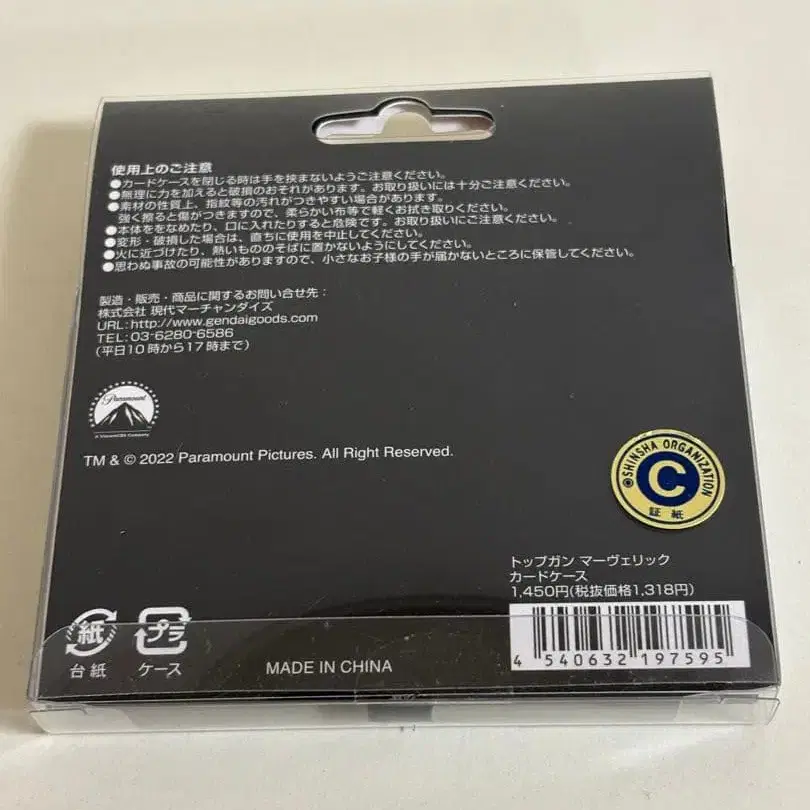 使用上のご注意
●カードケースを閉じる時は手を挟まないようご注意ください。
●無理に力を加えると破損のおそれがあります。お取り扱いには十分ご注意ください。
●素材の性質上、指紋等の汚れがつきやすい場合があります。
強く擦ると傷がつきますので、柔らかい布等で軽くお拭き取りください。
●本体ををなめたり、口に入れたりすると危険です。お取り扱いにご注意ください。
●変形・破損した場合は、直ちに使用を中止してください。
●火に近づけたり、熱いもののそばに置かないようにしてください。
●思わぬ事故の可能性がありますので、小さなお子様の手が届かないところに保管してください。
製造・販売・商品に関するお問い合せ先：
株式会社 現代マーチャンダイズ
URL: http://www.gendaigoods.com
TEL: 03-6280-6586
(平日10時から17時まで)
Paramount
A ViacomCBS Company
TM & © 2022 Paramount Pictures. All Right Reserved.
SHINSHA ORGANIZATION
C
証紙
トップガン マーヴェリック
カードケース
1,450円(税抜価格1,318円)
4 540632 197595
紙
台紙
プラ
ケース
MADE IN CHINA